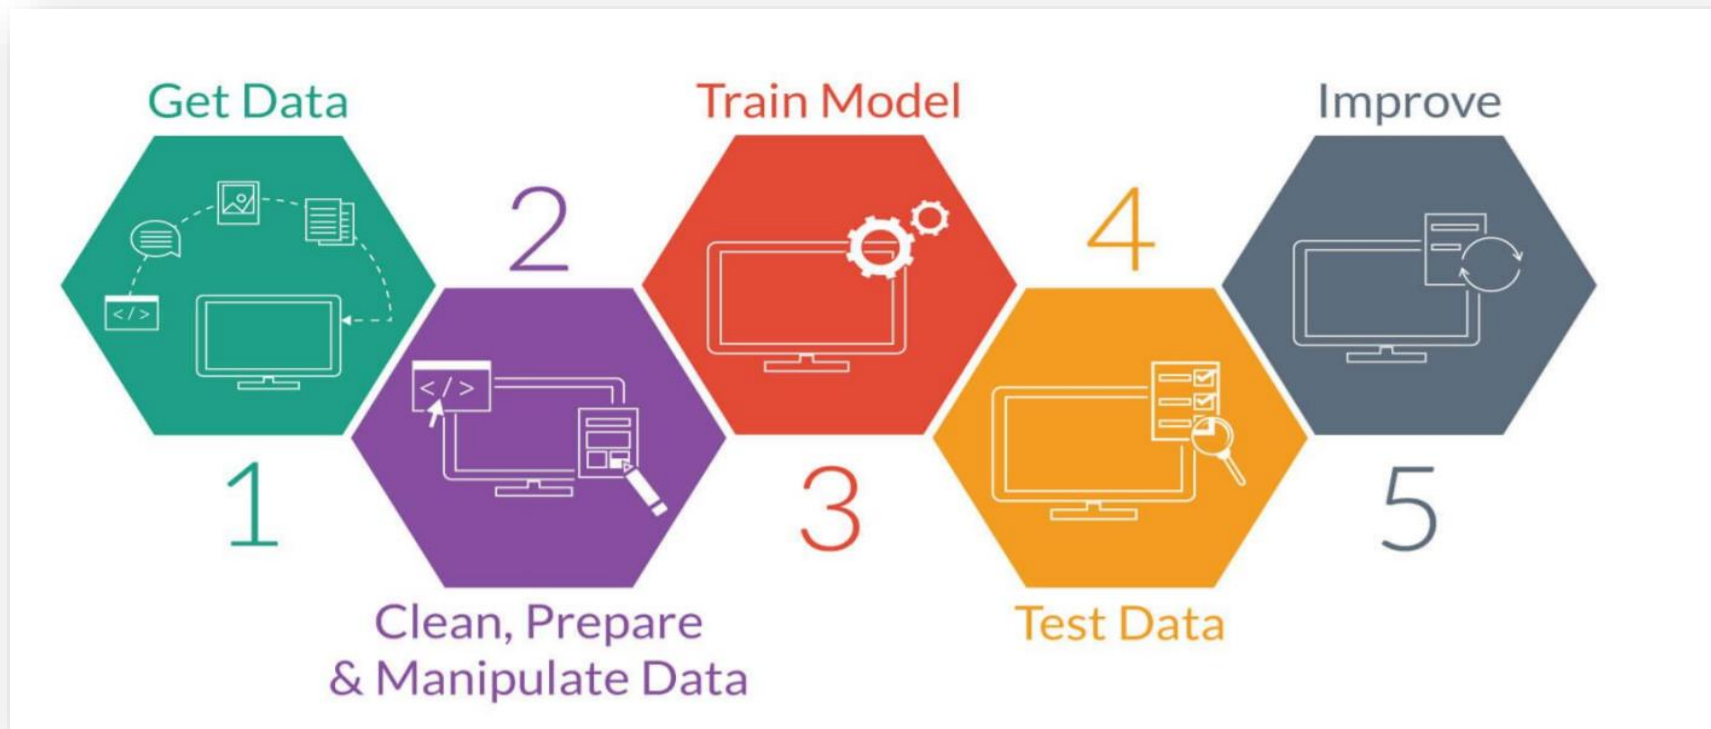 Get Data
1
2
Clean, Prepare
& Manipulate Data
Train Model
3
4
Test Data
Improve
5
</>
</>